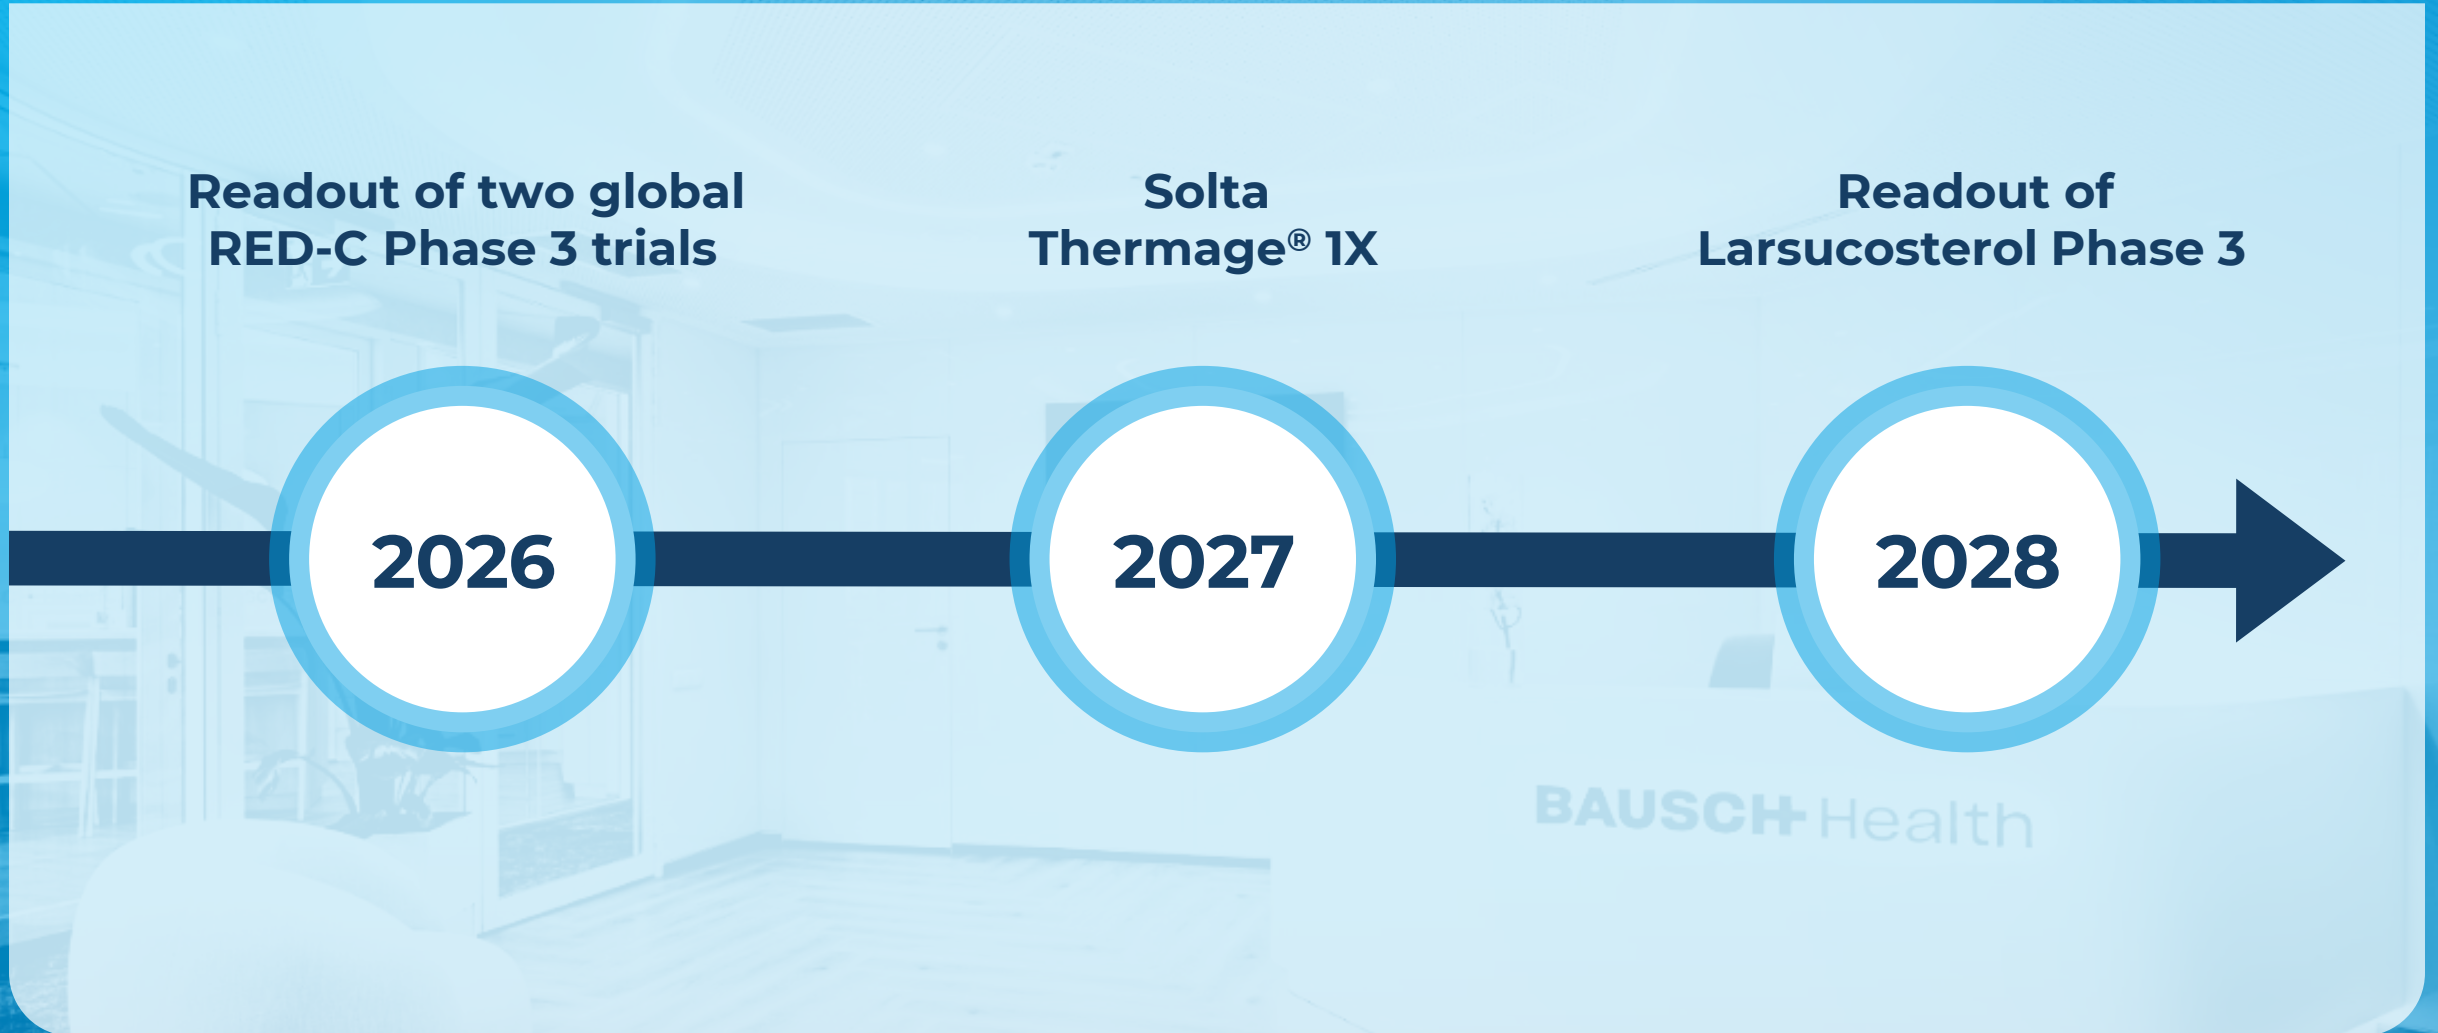 Readout of two global
RED-C Phase 3 trials
Solta
Thermage® 1X
Readout of
Larsucosterol Phase 3
2026
2027
2028
BAUSCH Health